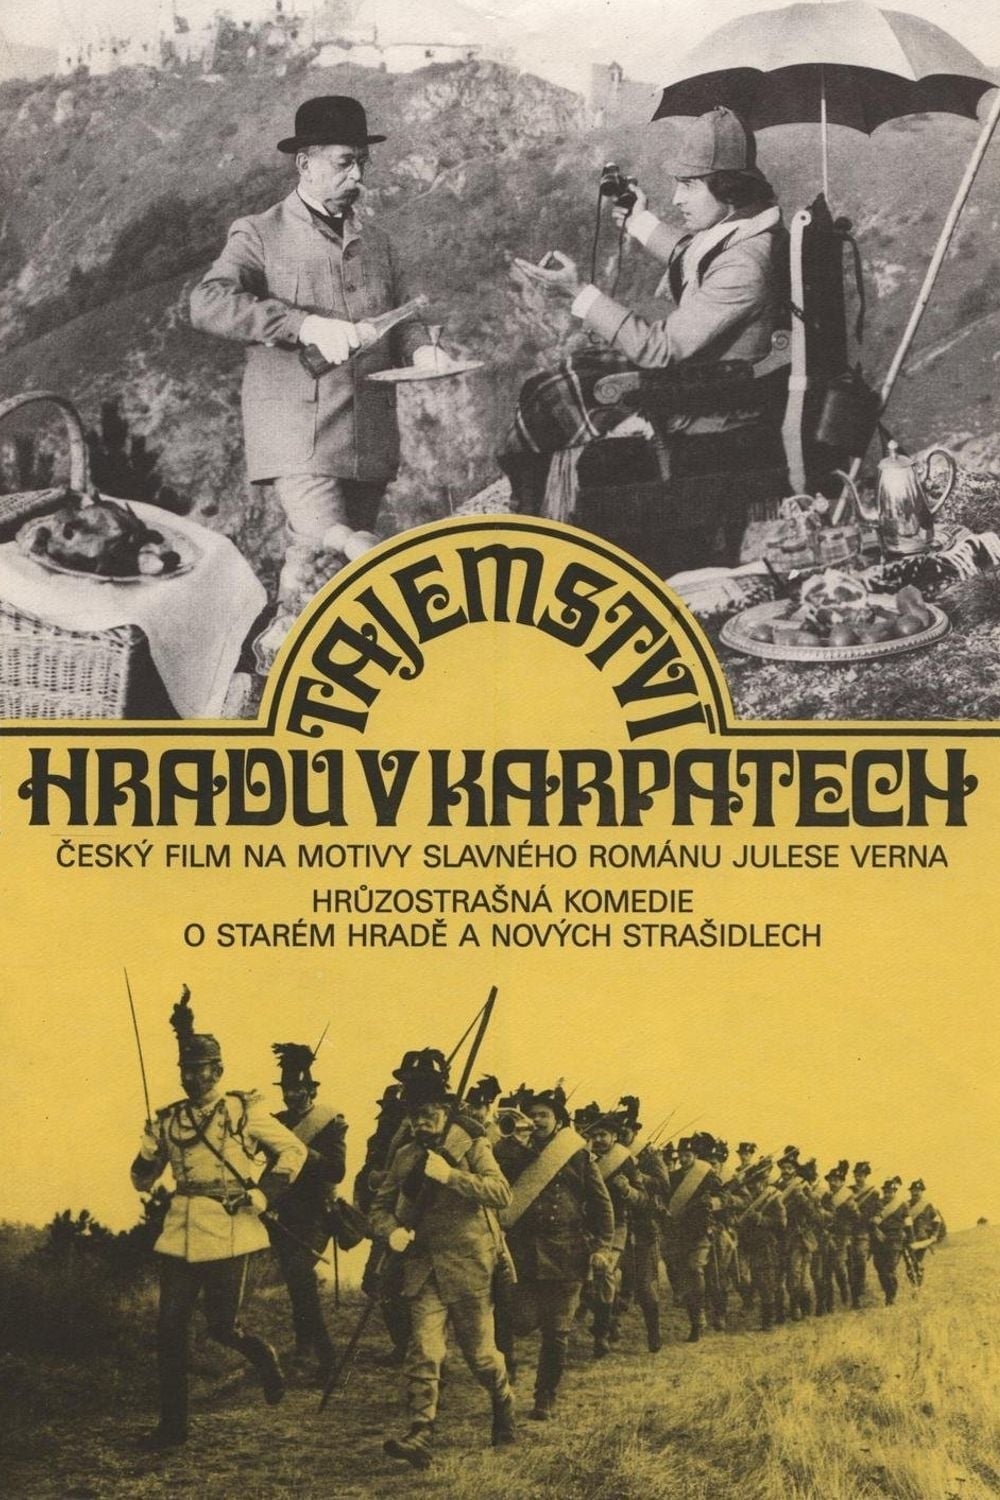 TAJEMSTVÍ
HRADU V KARPATECH
ČESKÝ FILM NA MOTIVY SLAVNÉHO ROMÁNU JULESE VERNA
HRŮZOSTRAŠNÁ KOMEDIE
O STARÉM HRADĚ A NOVÝCH STRAŠIDLECH